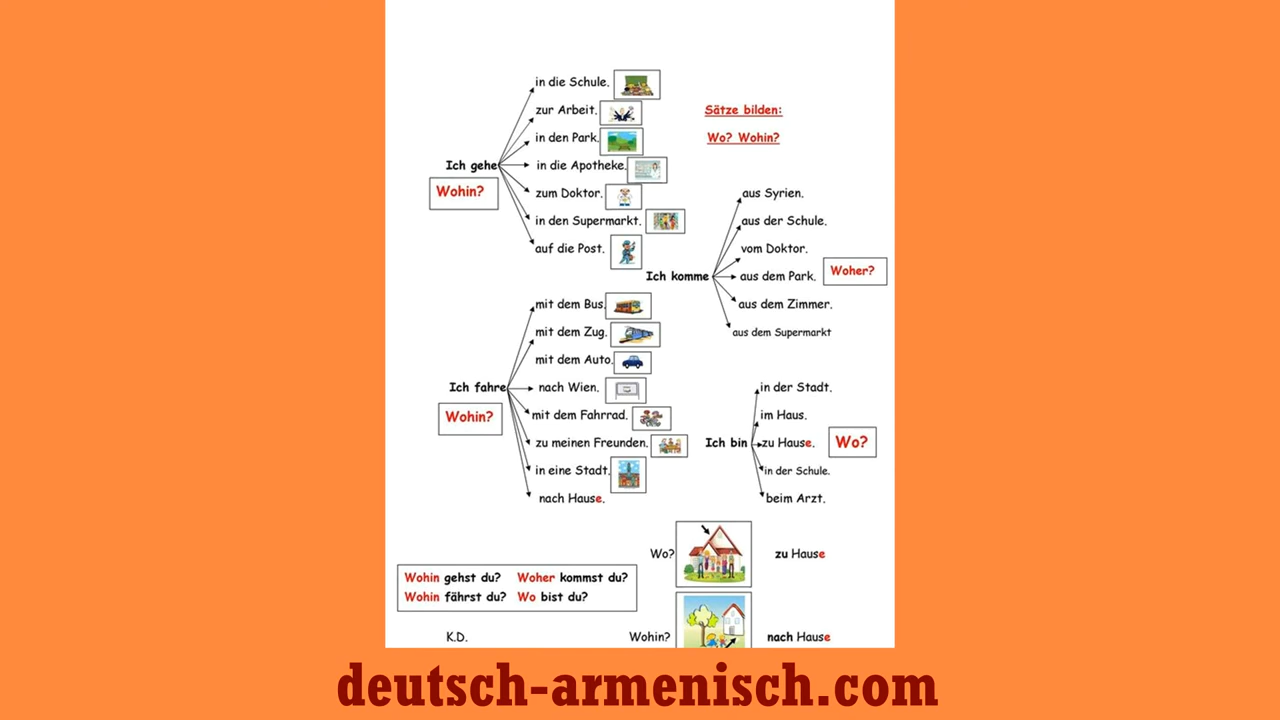 in die Schule.
zur Arbeit.
in den Park.
Ich gehe
in die Apotheke.
Wohin?
zum Doktor.
in den Supermarkt.
auf die Post.
Sätze bilden:
Wo? Wohin?
aus Syrien.
aus der Schule.
vom Doktor.
Ich komme
aus dem Park.
Woher?
aus dem Zimmer.
aus dem Supermarkt
mit dem Bus.
mit dem Zug.
mit dem Auto.
Ich fahre
nach Wien.
Wohin?
mit dem Fahrrad.
zu meinen Freunden.
in eine Stadt.
nach Hause.
in der Stadt.
im Haus.
Ich bin
zu Hause.
Wo?
in der Schule.
beim Arzt.
Wo?
zu Hause
Wohin gehst du? Woher kommst du?
Wohin fährst du? Wo bist du?
K.D.
Wohin?
nach Hause
deutsch-armenisch.com